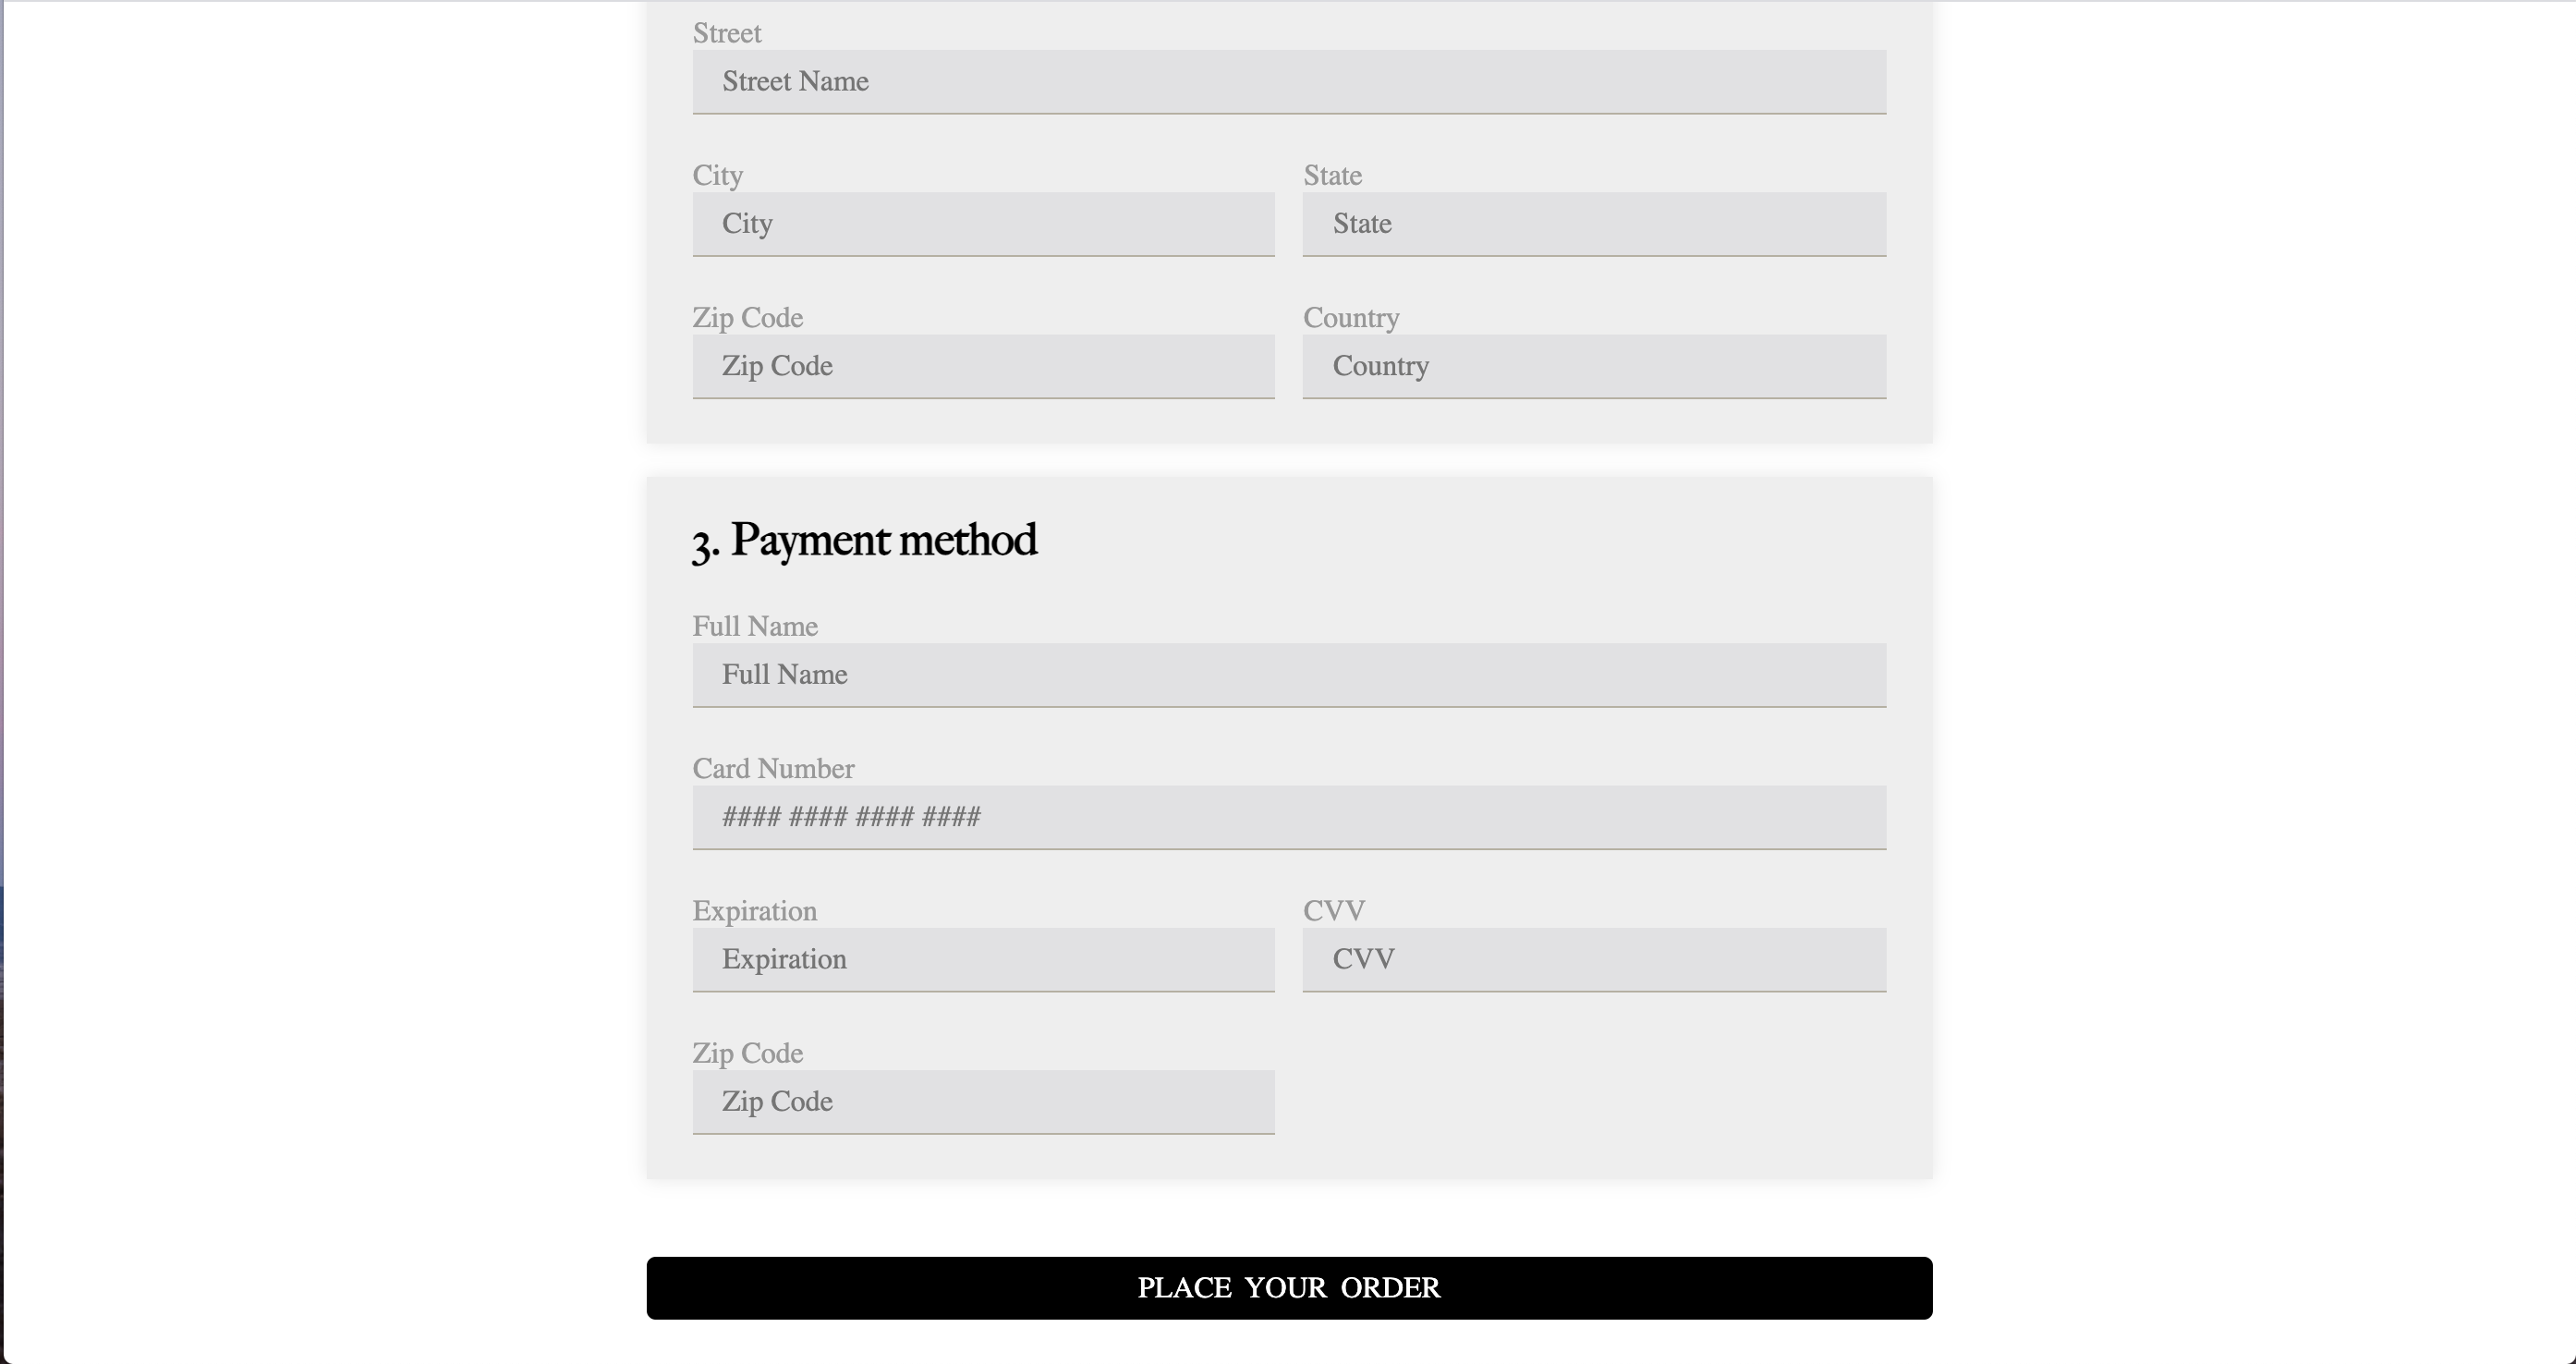 Street
Street Name
City State
City State
Zip Code Country
Zip Code Country
3. Payment method
Full Name
Full Name
Card Number
#### #### #### ####
Expiration CVV
Expiration CVV
Zip Code
Zip Code
PLACE YOUR ORDER